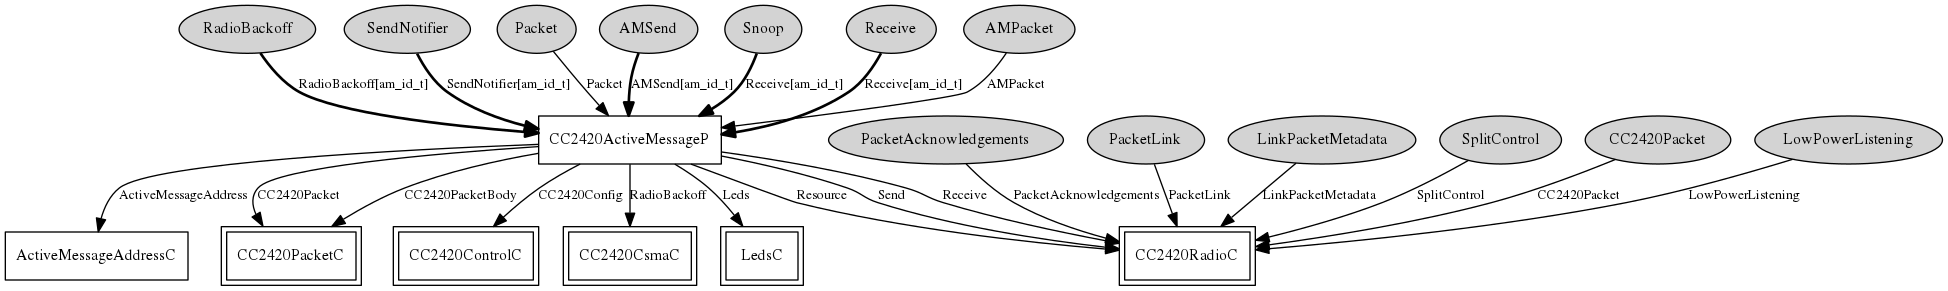 RadioBackoff
SendNotifier
Packet
AMSend
Snoop
Receive
AMPacket
RadioBackoff[am_id_t]
SendNotifier[am_id_t]
Packet
AMSend[am_id_t]
Receive[am_id_t]
Receive[am_id_t]
AMPacket
CC2420ActiveMessageP
PacketAcknowledgements
PacketLink
LinkPacketMetadata
SplitControl
CC2420Packet
LowPowerListening
ActiveMessageAddress
CC2420Packet
CC2420PacketBody
CC2420Config
RadioBackoff
Leds
Resource
Send
Receive
PacketAcknowledgements
PacketLink
LinkPacketMetadata
SplitControl
CC2420Packet
LowPowerListening
ActiveMessageAddressC
CC2420PacketC
CC2420ControlC
CC2420CsmaC
LedsC
CC2420RadioC